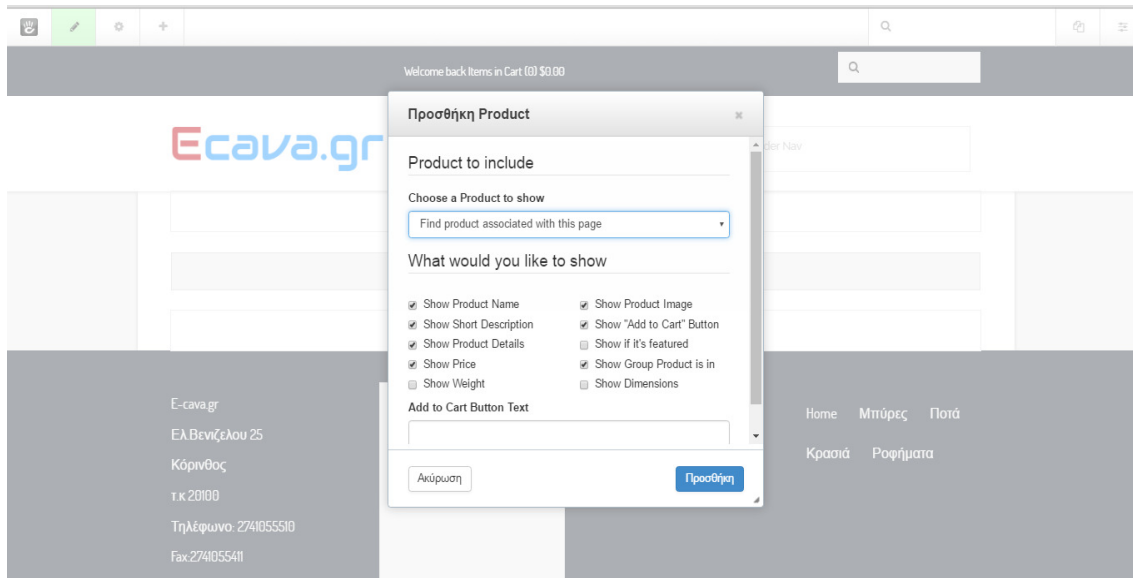 Welcome back Items in Cart (0) $0.00
Ecava.gr
der Nav
Προσθήκη Product
Product to include
Choose a Product to show
Find product associated with this page
What would you like to show
Show Product Name
Show Product Image
Show Short Description
Show "Add to Cart" Button
Show Product Details
Show if it's featured
Show Price
Show Group Product is in
Show Weight
Show Dimensions
Add to Cart Button Text
Ακύρωση
Προσθήκη
E-cava.gr
Ελ.Βενιζελου 25
Κόρινθος
τ.κ 20100
Τηλέφωνο: 2741055510
Fax:2741055411
Home Μπύρες Ποτά
Κρασιά Ροφήματα